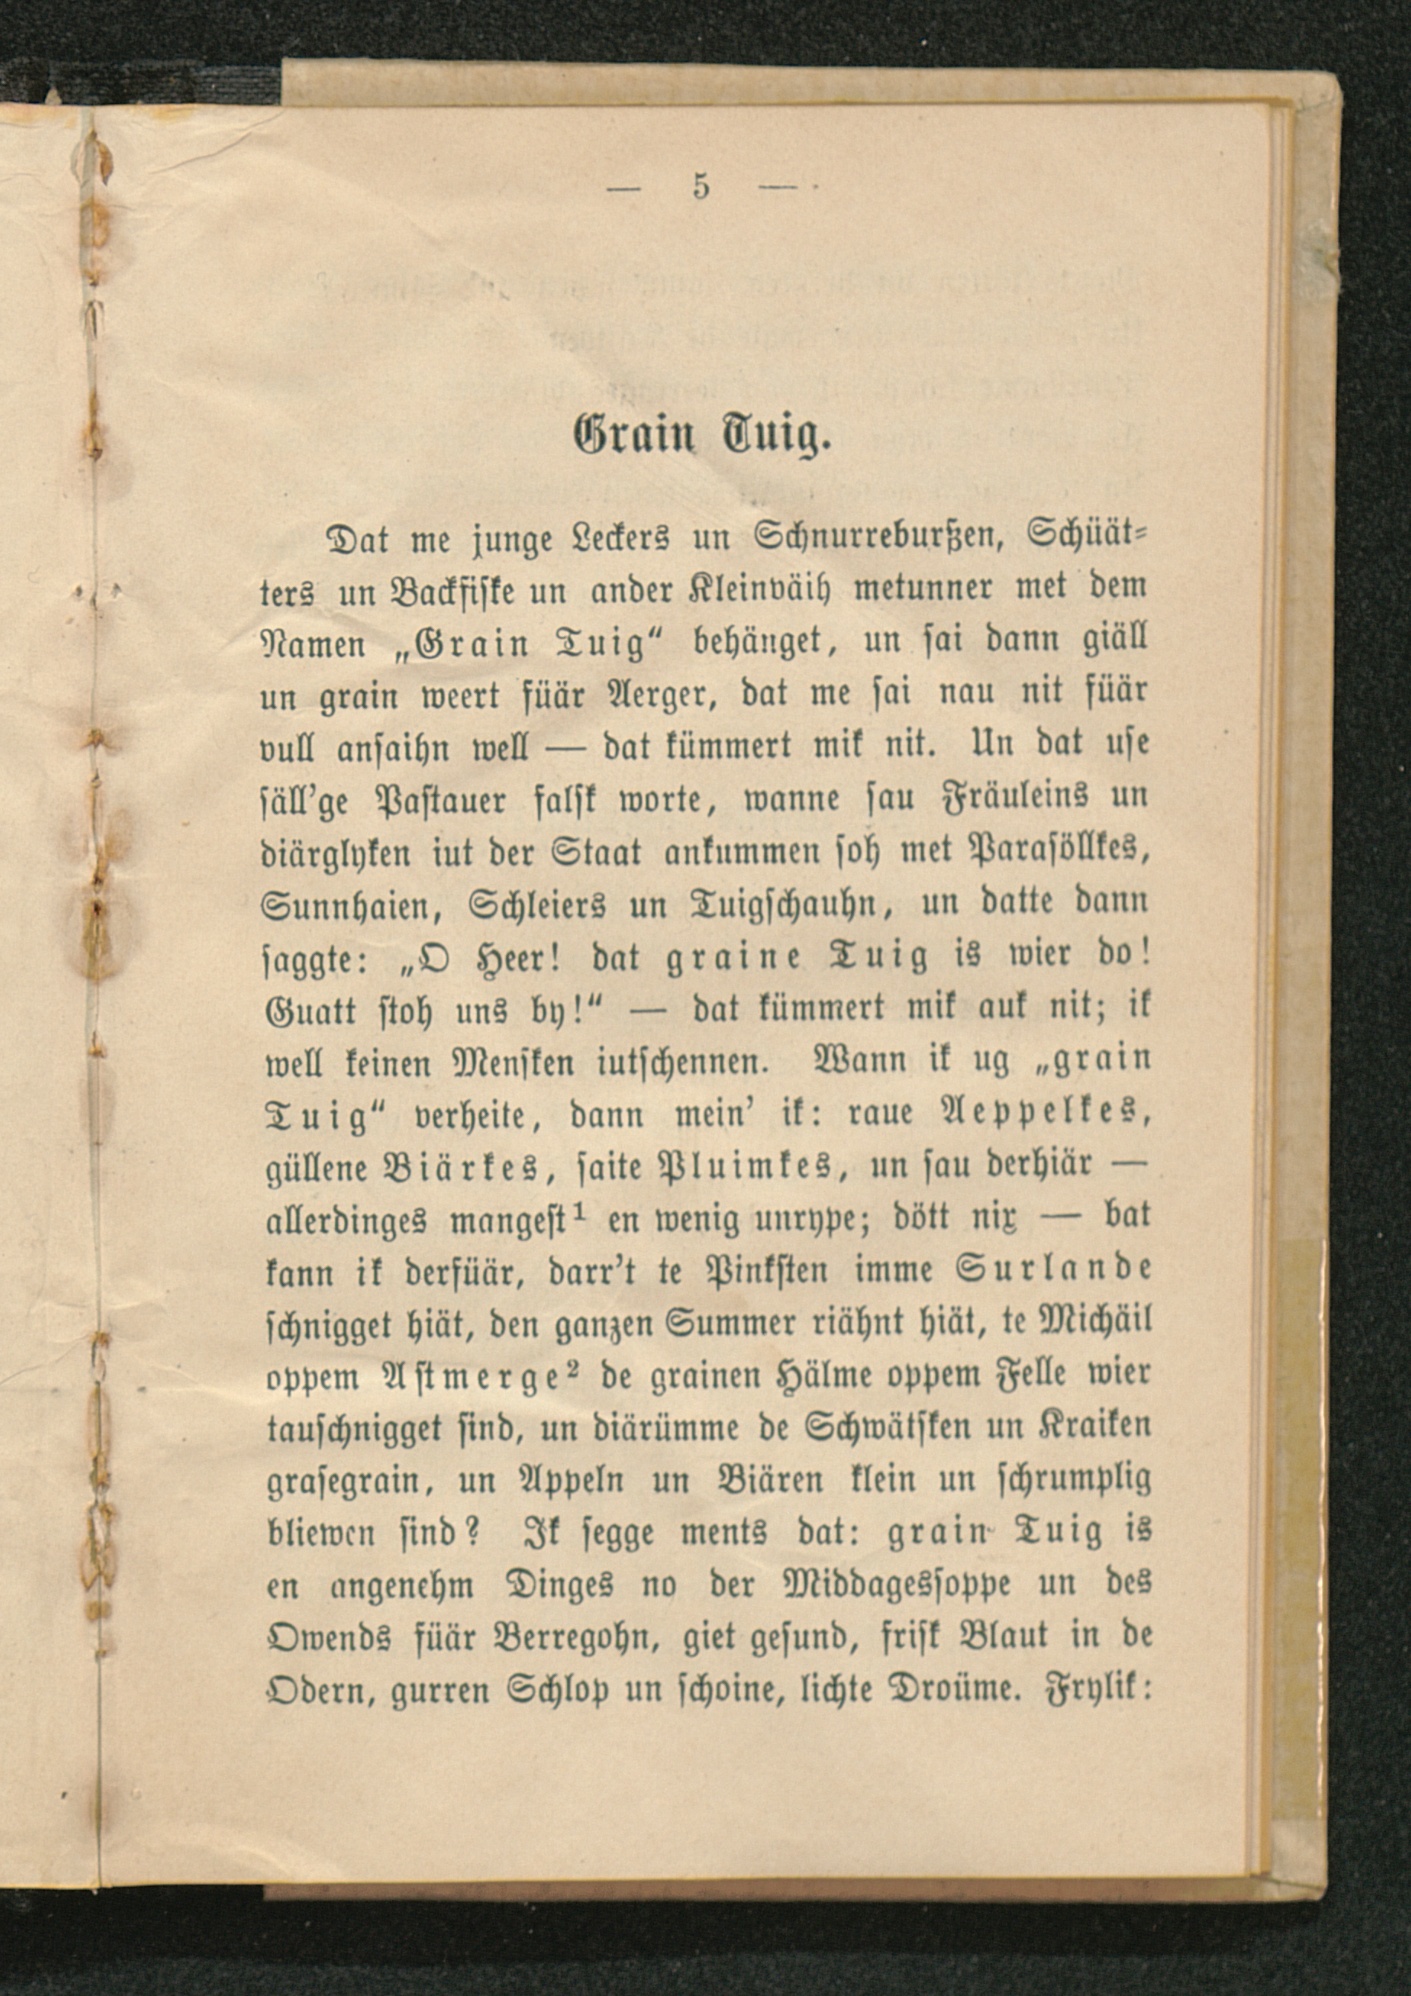 — 5 —
Grain Tuig.
Dat me junge Leckers un Schnurreburßen, Schüät-
ters un Backfiske un ander Kleinväih metunner met dem
Namen „Grain Tuig“ behänget, un sai dann giäll
un grain weert füär Aerger, dat me sai nau nit füär
vull ansaihn well — dat kümmert mik nit. Un dat use
säll'ge Pastauer falsk worte, wanne sau Fräuleins un
diärglyken iut der Staat ankummen soh met Parasöllkes,
Sunnhaien, Schleiers un Tuigschauhn, un datte dann
saggte: „O Heer! dat graine Tuig is wier do!
Guatt stoh uns by!“ — dat kümmert mik auk nit; ik
well keinen Mensken iutschennen. Wann ik ug „grain
Tuig“ verheite, dann mein' ik: raue Aeppelkes,
güllene Biärkes, saite Pluimkes, un sau derhiär —
allerdinges mangest¹ en wenig unrype; dött nix — bat
kann ik derfüär, darr't te Pinksten imme Surlande
schnigget hiät, den ganzen Summer riähnt hiät, te Michäil
oppem Astmerge² de grainen Hälme oppem Felle wier
tauschnigget sind, un diärümme de Schwätsken un Kraiken
grasegrain, un Appeln un Biären klein un schrumplig
bliewen sind? Ik segge ments dat: grain Tuig is
en angenehm Dinges no der Middagessoppe un des
Owends füär Berregohn, giet gesund, frisk Blaut in de
Odern, gurren Schlop un schoine, lichte Droüme. Frylik: